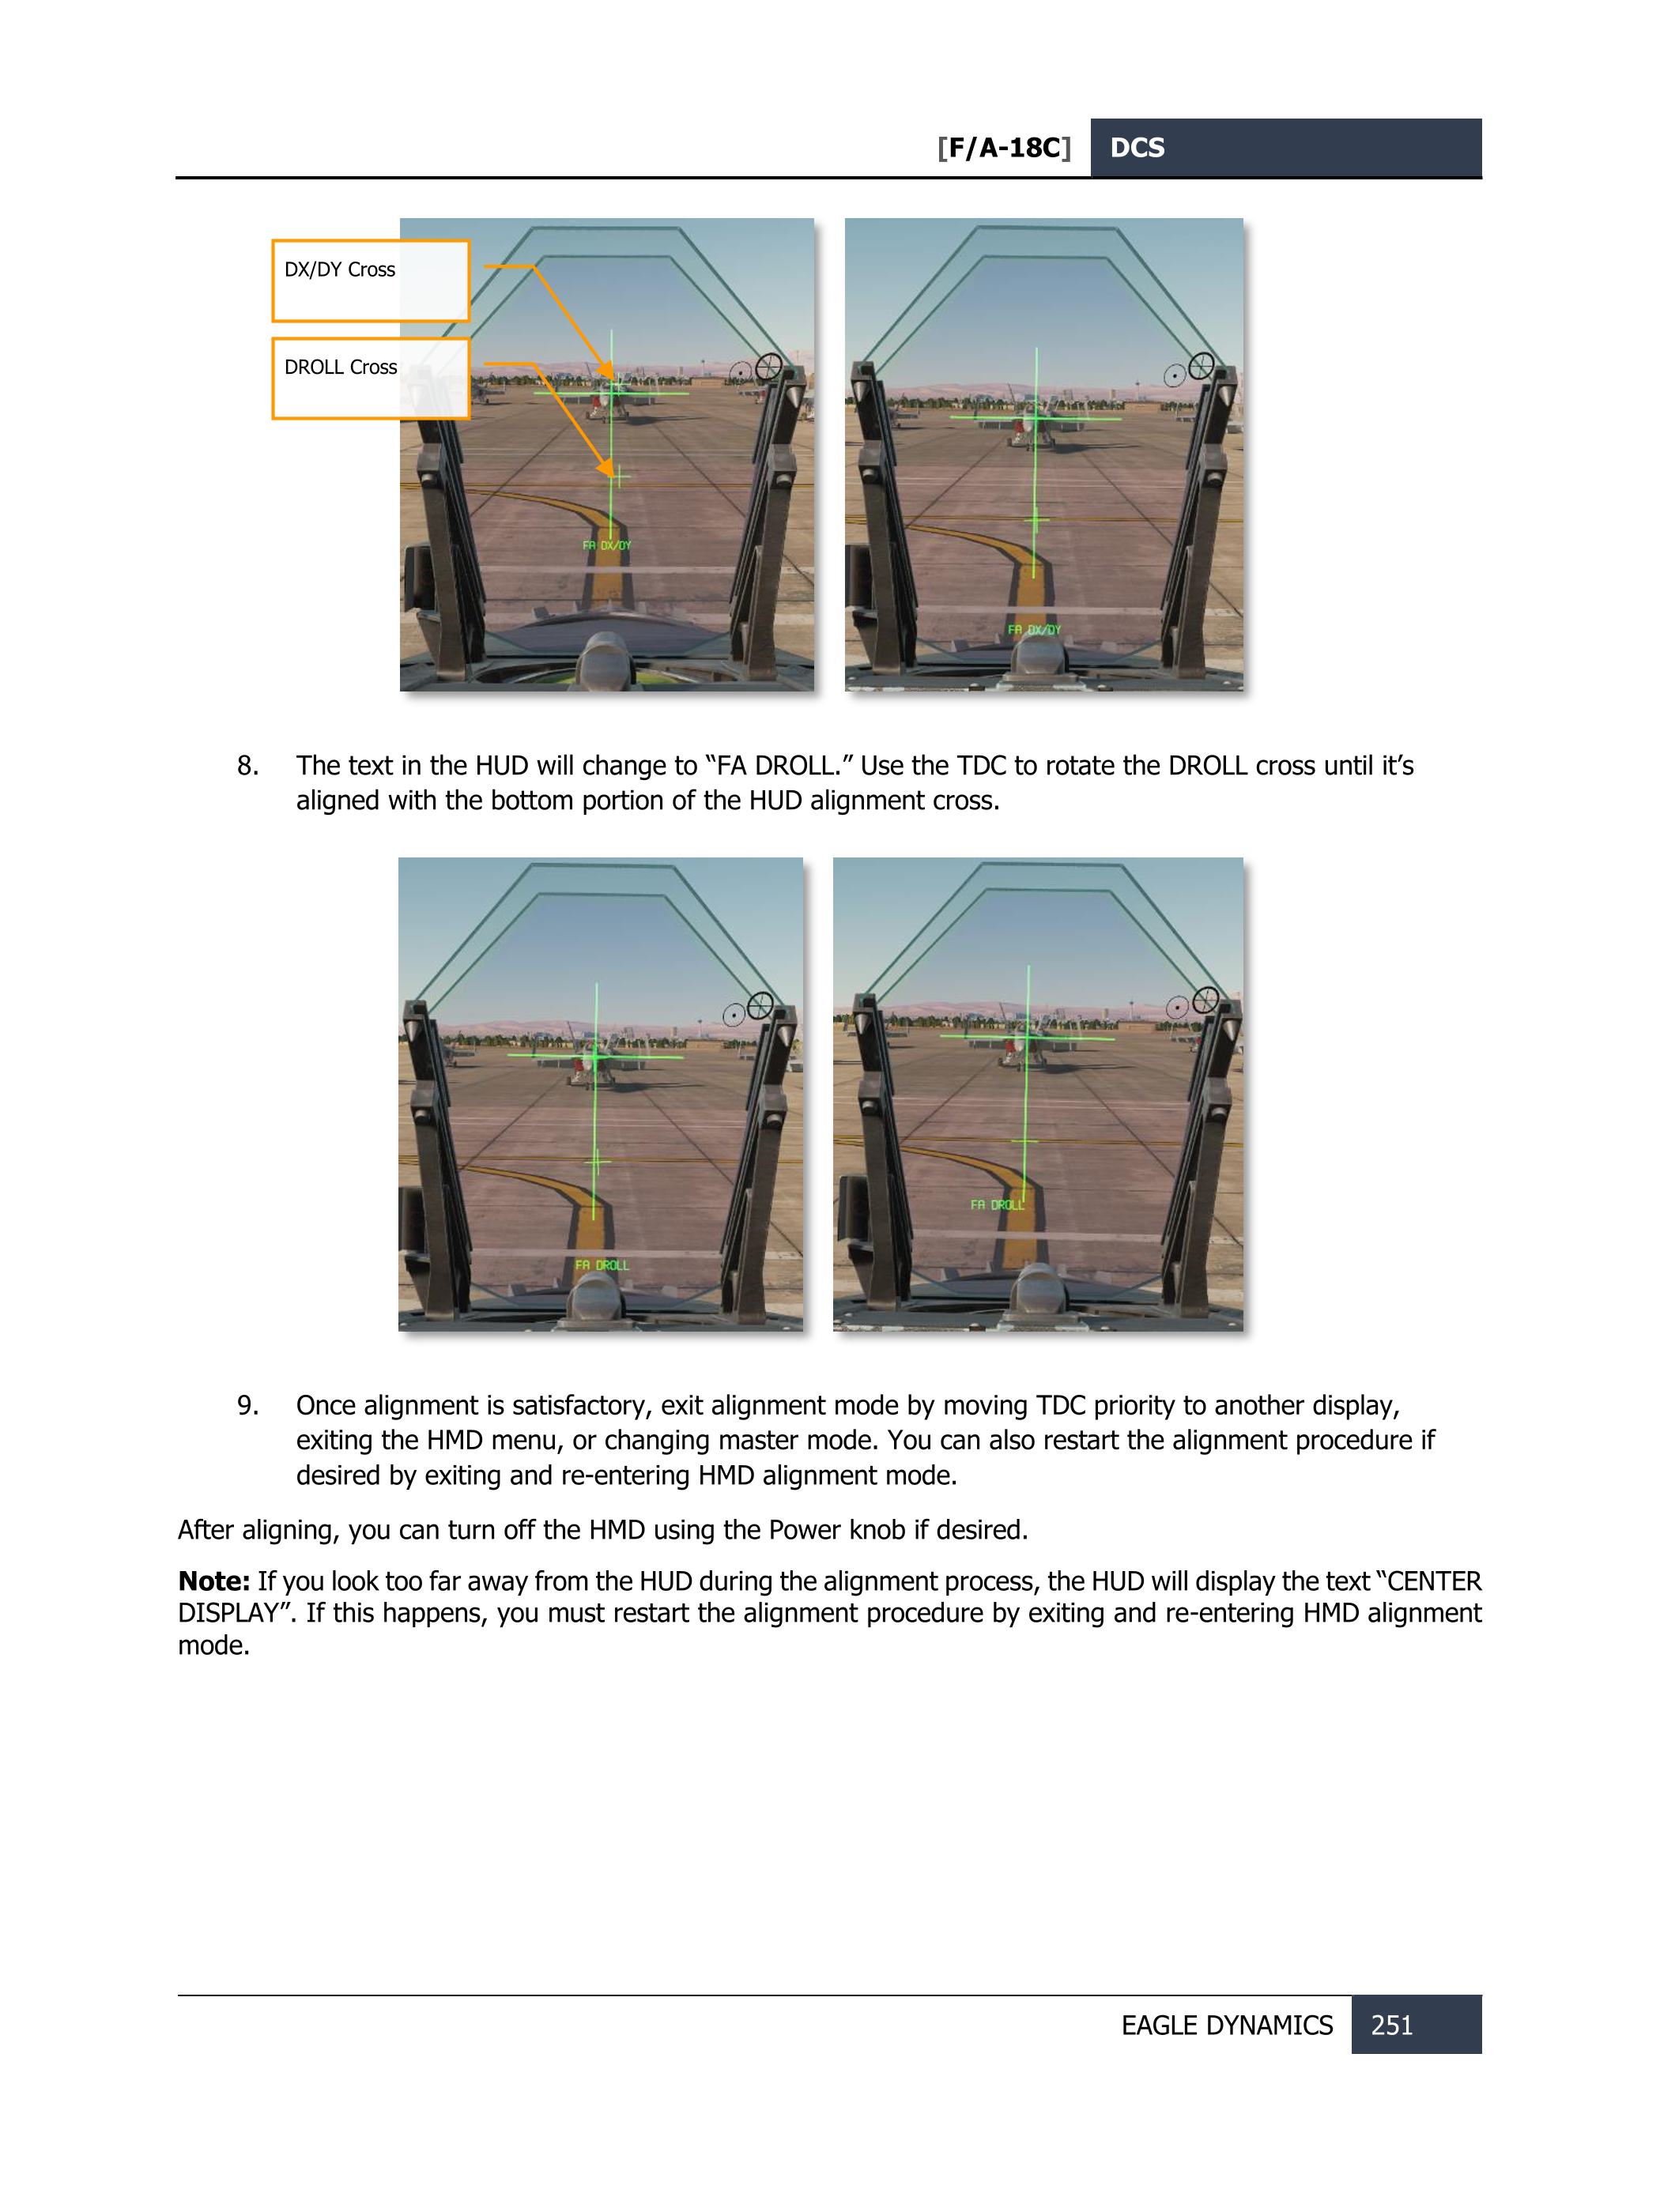 [F/A-18C] DCS
DX/DY Cross
DROLL Cross
FA DX/DY
FA DX/DY
8. The text in the HUD will change to “FA DROLL.” Use the TDC to rotate the DROLL cross until it’s
aligned with the bottom portion of the HUD alignment cross.
FA DROLL
FA DROLL
9. Once alignment is satisfactory, exit alignment mode by moving TDC priority to another display,
exiting the HMD menu, or changing master mode. You can also restart the alignment procedure if
desired by exiting and re-entering HMD alignment mode.
After aligning, you can turn off the HMD using the Power knob if desired.
Note: If you look too far away from the HUD during the alignment process, the HUD will display the text “CENTER
DISPLAY”. If this happens, you must restart the alignment procedure by exiting and re-entering HMD alignment
mode.
EAGLE DYNAMICS 251